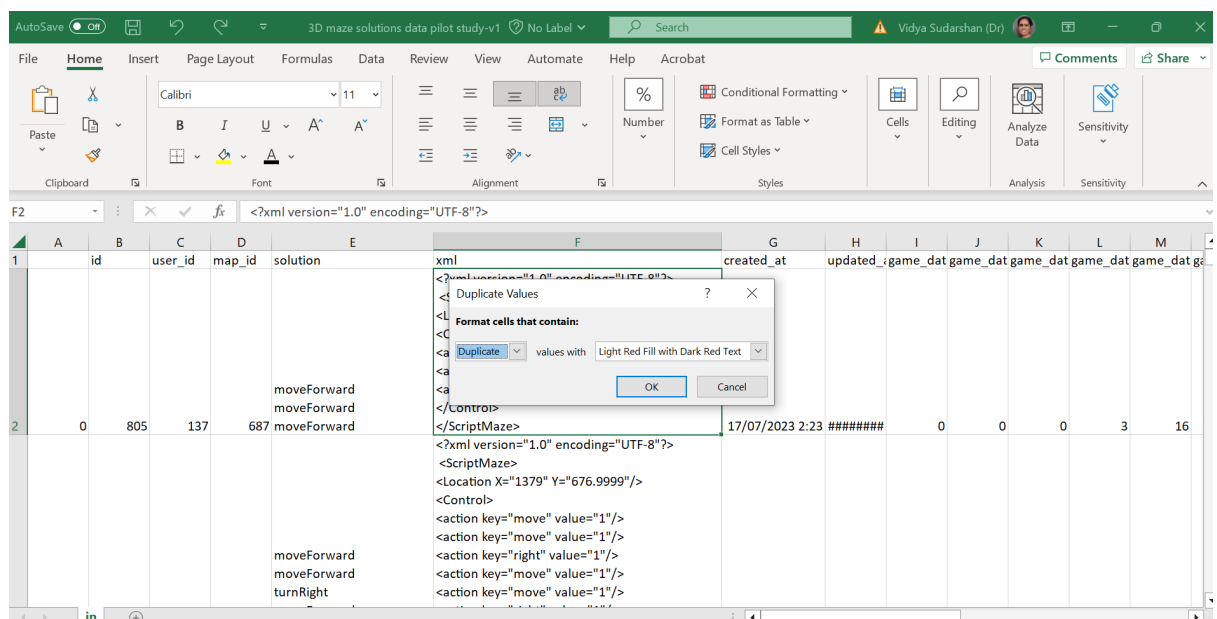 AutoSave Off 3D maze solutions data pilot study-v1 No Label Search Vidya Sudarshan (Dr)
File Home Insert Page Layout Formulas Data Review View Automate Help Acrobat Comments Share
Calibri 11 ab
Paste B I U A A A Number Conditional Formatting Format as Table Cell Styles Cells Editing Analyze Data Sensitivity
Clipboard Font Alignment Styles Analysis Sensitivity
F2 fx <?xml version="1.0" encoding="UTF-8"?>
A B C D E F G H I J K L M
1 id user_id map_id solution xml created_at updated_ game_dat game_dat game_dat game_dat game_dat
<?xml version="1.0" encoding="UTF-8"?>
Duplicate Values ? 
Format cells that contain:
Duplicate values with Light Red Fill with Dark Red Text
OK Cancel
moveForward
moveForward </Control>
2 0 805 137 687 moveForward </ScriptMaze> 17/07/2023 2:23 ######## 0 0 0 3 16
<?xml version="1.0" encoding="UTF-8"?>
<ScriptMaze>
<Location X="1379" Y="676.9999"/>
<Control>
<action key="move" value="1"/>
<action key="move" value="1"/>
moveForward <action key="right" value="1"/>
moveForward <action key="move" value="1"/>
turnRight <action key="move" value="1"/>
in